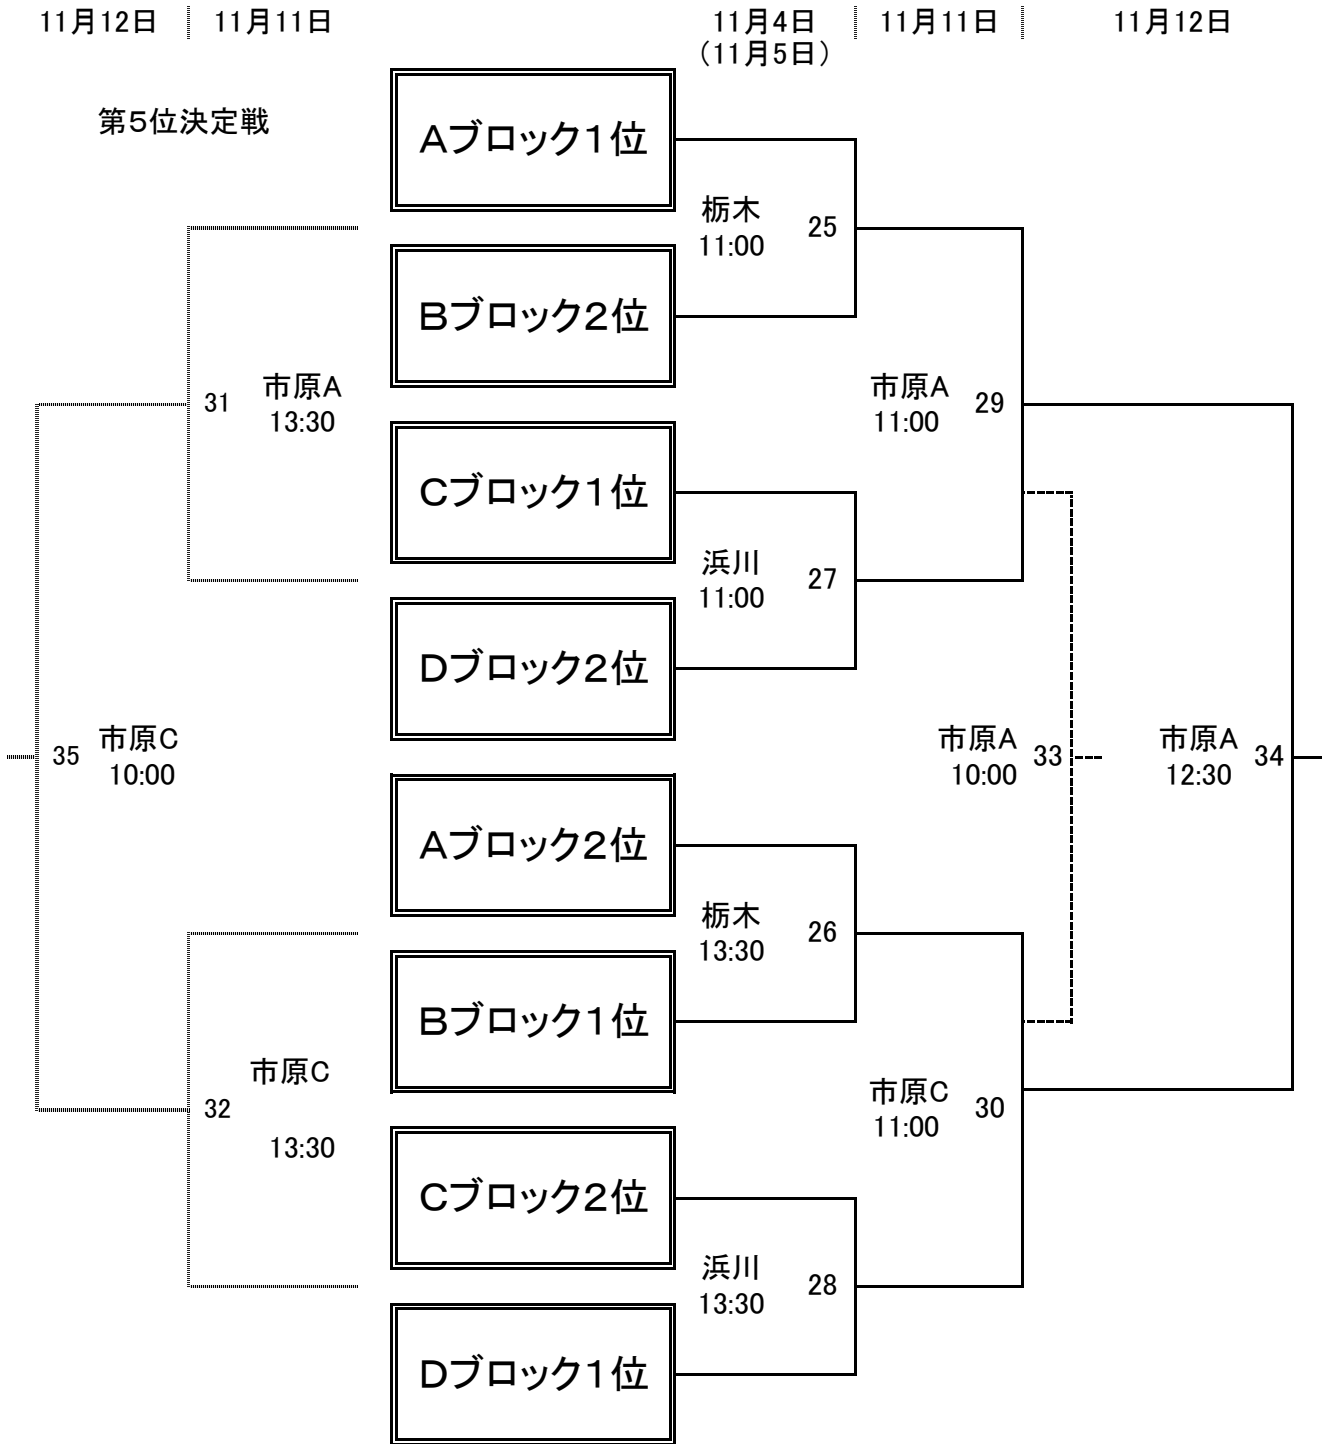 11月12日
11月11日
11月4日
(11月5日)
11月11日
11月12日
第5位決定戦
Aブロック1位
栃木
11:00
25
Bブロック2位
31
市原A
13:30
市原A
11:00
29
Cブロック1位
浜川
11:00
27
Dブロック2位
35
市原C
10:00
市原A
10:00
33
市原A
12:30
34
Aブロック2位
栃木
13:30
26
Bブロック1位
市原C
32
13:30
市原C
11:00
30
Cブロック2位
浜川
13:30
28
Dブロック1位